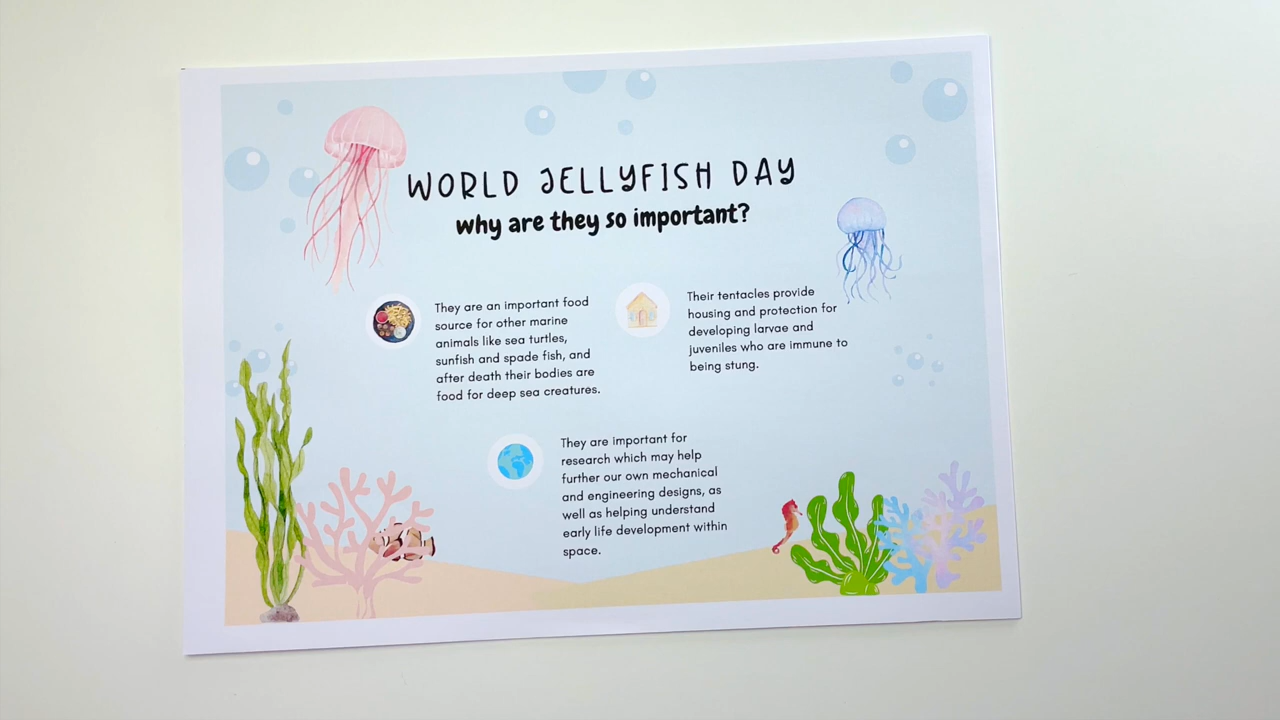 WORLD JELLYFISH DAY
why are they so important?
They are an important food
source for other marine
animals like sea turtles,
sunfish and spade fish, and
after death their bodies are
food for deep sea creatures.
Their tentacles provide
housing and protection for
developing larvae and
juveniles who are immune to
being stung.
They are important for
research which may help
further our own mechanical
and engineering designs, as
well as helping understand
early life development within
space.